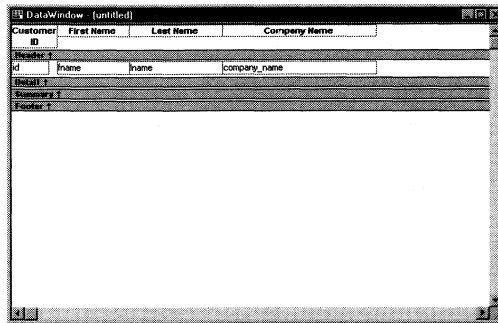 DataWindow - (untitled)
Customer ID First Name Last Name Company Name
Header ↑
id fname lname company_name
Detail ↑
Summary ↑
Footer ↑